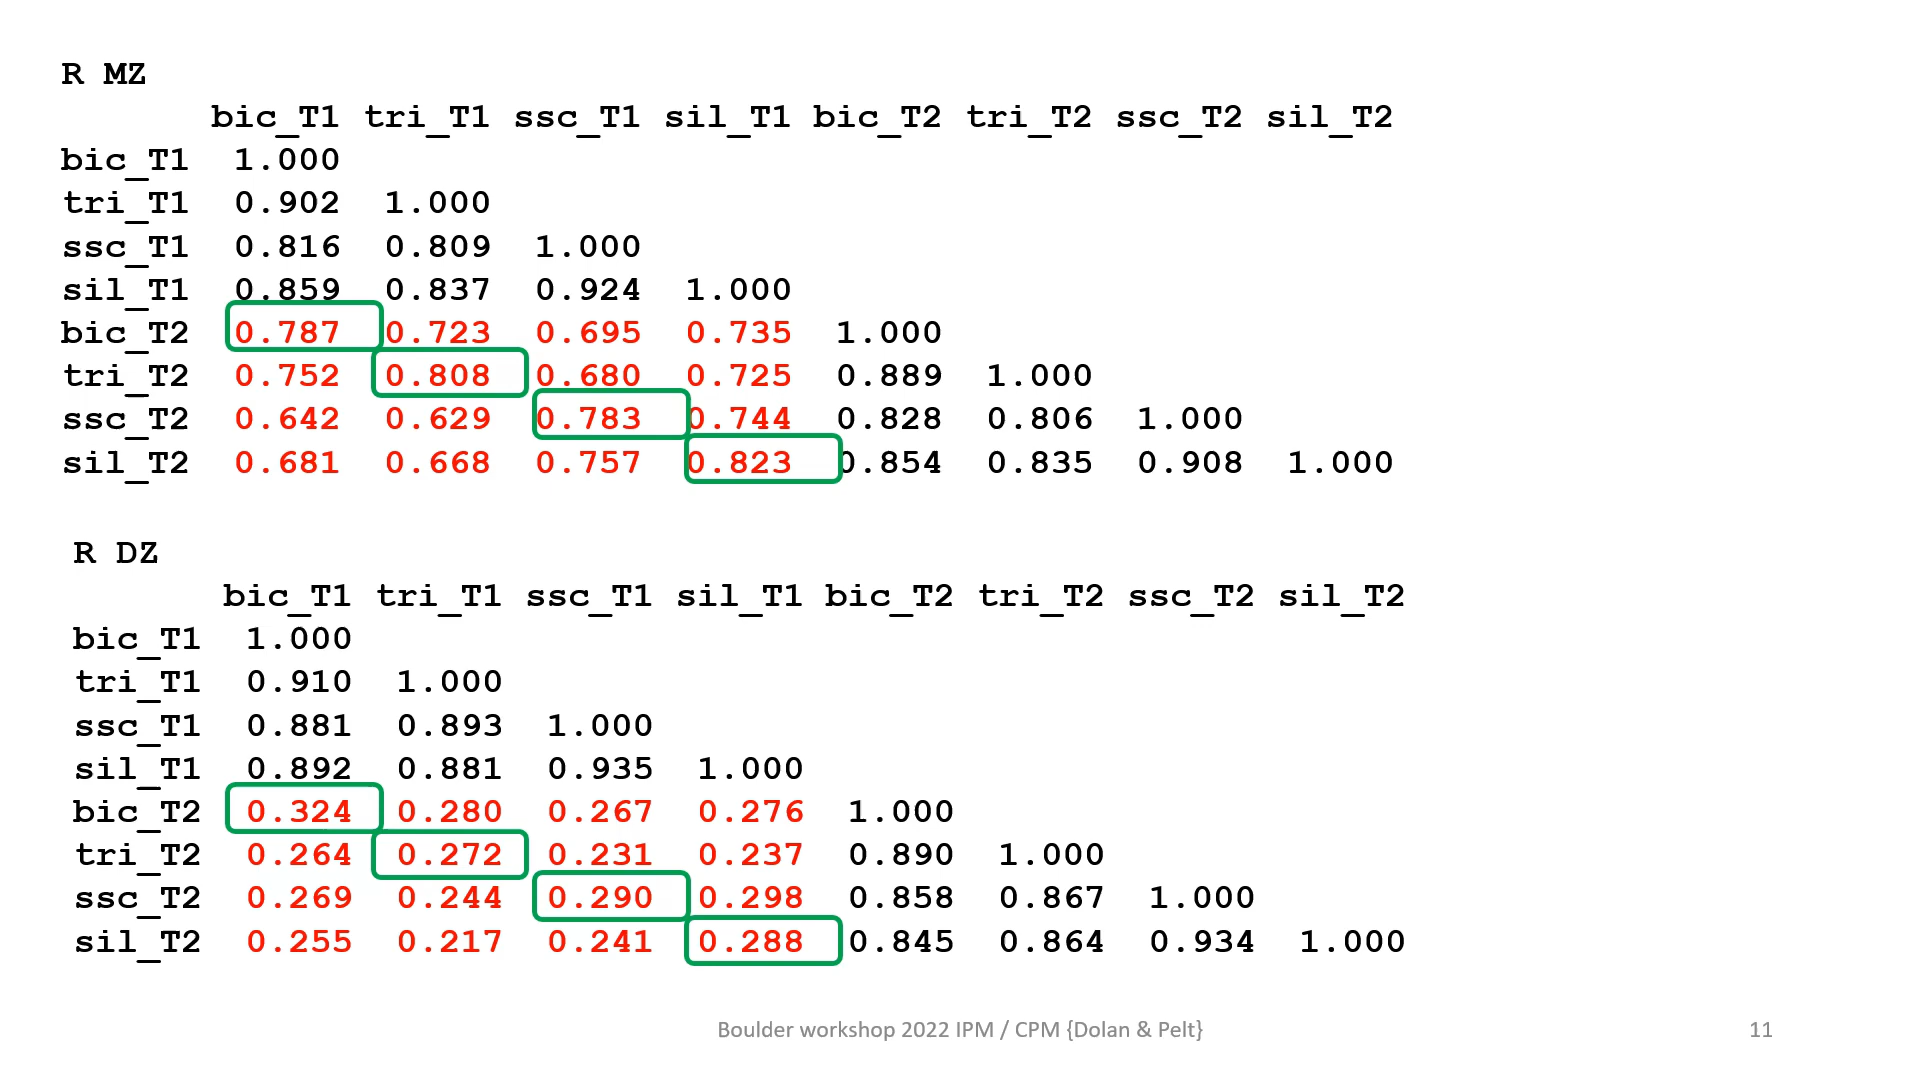 R MZ
bic_T1 tri_T1 ssc_T1 sil_T1 bic_T2 tri_T2 ssc_T2 sil_T2
bic_T1 1.000
tri_T1 0.902 1.000
ssc_T1 0.816 0.809 1.000
sil_T1 0.859 0.837 0.924 1.000
bic_T2 0.787 0.723 0.695 0.735 1.000
tri_T2 0.752 0.808 0.680 0.725 0.889 1.000
ssc_T2 0.642 0.629 0.783 0.744 0.828 0.806 1.000
sil_T2 0.681 0.668 0.757 0.823 0.854 0.835 0.908 1.000
R DZ
bic_T1 tri_T1 ssc_T1 sil_T1 bic_T2 tri_T2 ssc_T2 sil_T2
bic_T1 1.000
tri_T1 0.910 1.000
ssc_T1 0.881 0.893 1.000
sil_T1 0.892 0.881 0.935 1.000
bic_T2 0.324 0.280 0.267 0.276 1.000
tri_T2 0.264 0.272 0.231 0.237 0.890 1.000
ssc_T2 0.269 0.244 0.290 0.298 0.858 0.867 1.000
sil_T2 0.255 0.217 0.241 0.288 0.845 0.864 0.934 1.000
Boulder workshop 2022 IPM / CPM {Dolan & Pelt}
11